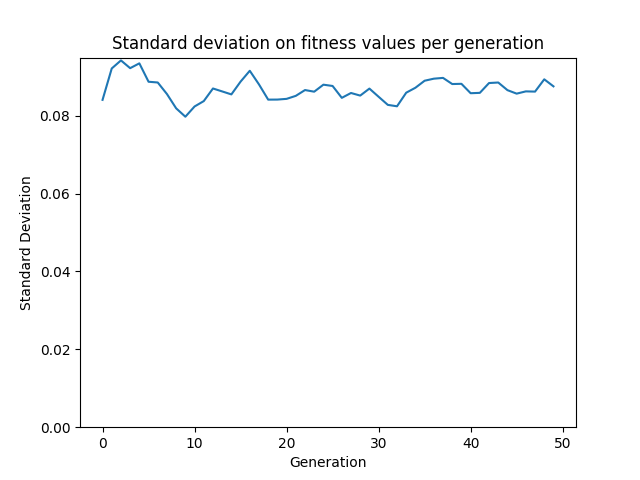 Standard deviation on fitness values per generation
Standard Deviation
0.08
0.06
0.04
0.02
0.00
0 10 20 30 40 50
Generation